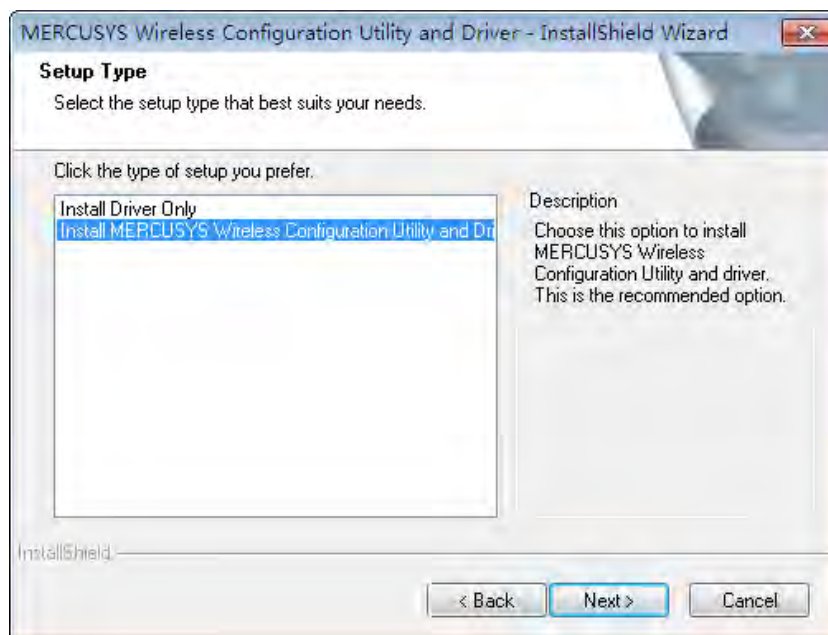 MERCUSYS Wireless Configuration Utility and Driver - InstallShield Wizard
Setup Type
Select the setup type that best suits your needs.
Click the type of setup you prefer.
Install Driver Only
Install MERCUSYS Wireless Configuration Utility and Dri
Description
Choose this option to install
MERCUSYS Wireless
Configuration Utility and driver.
This is the recommended option.
InstallShield
< Back
Next >
Cancel